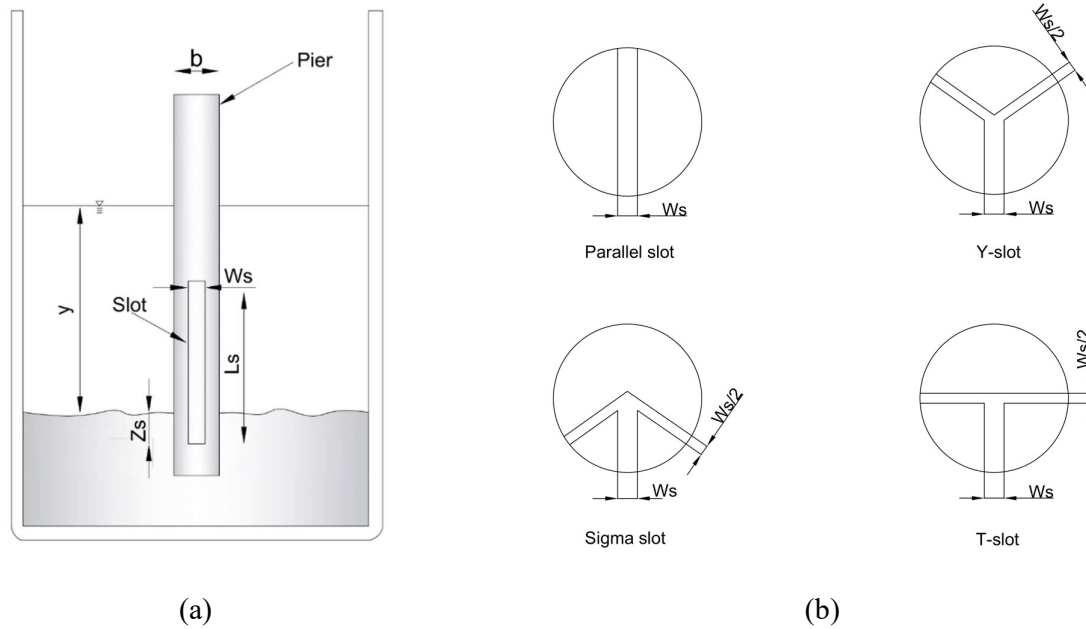 b
Pier
Ws
Slot
y
Ls
Zs
(a)
Ws
Parallel slot
Ws/2
Ws
Y-slot
Ws/2
Ws
Sigma slot
Ws/2
Ws
T-slot
(b)